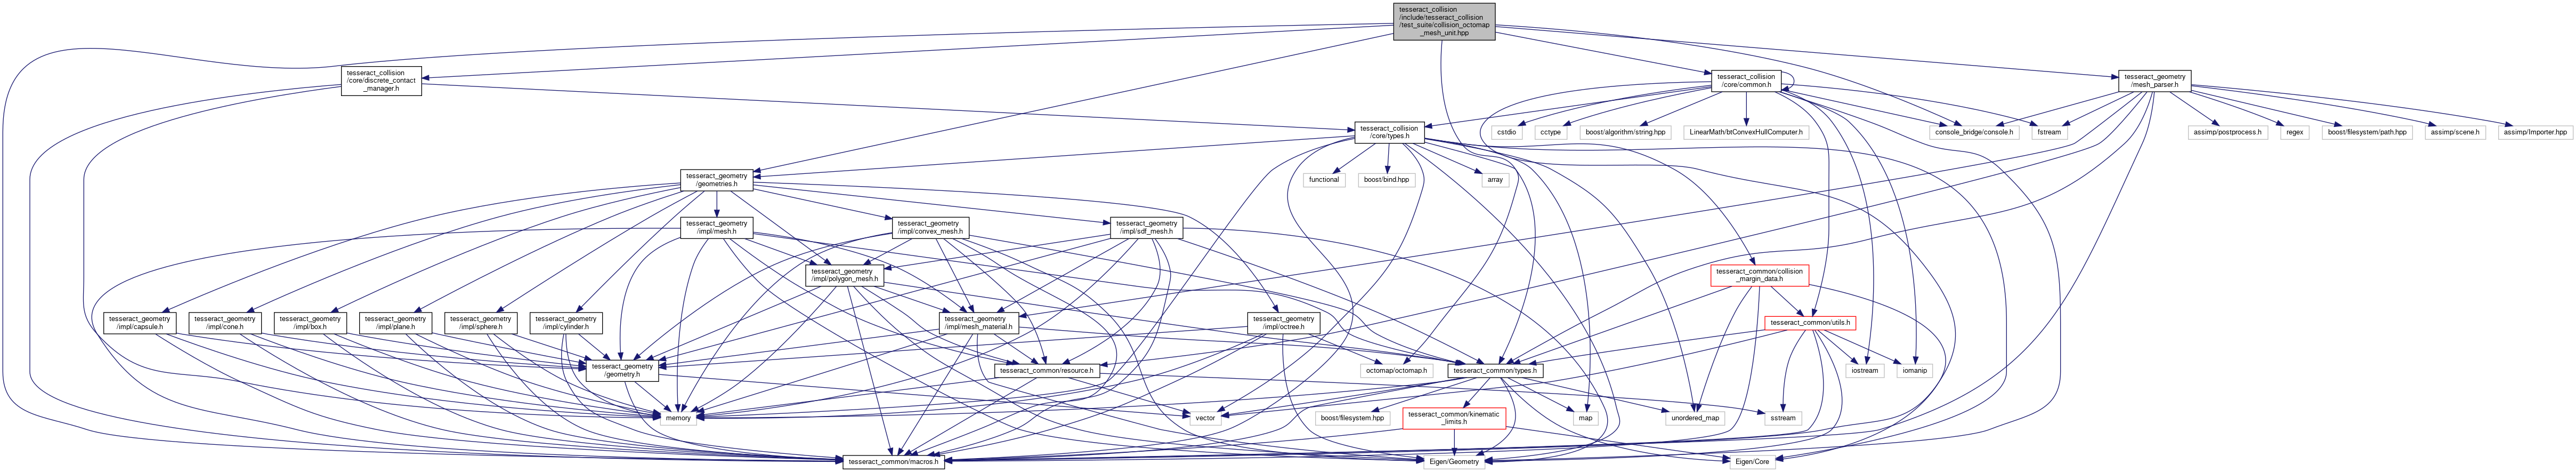 tesseract_collision
/include/tesseract_collision
/test_suite/collision_octomap
_mesh_unit.hpp
tesseract_collision
/core/discrete_contact
_manager.h
tesseract_collision
/core/common.h
tesseract_geometry
/mesh_parser.h
tesseract_collision
/core/types.h
cstdio
cctype
boost/algorithm/string.hpp
LinearMath/btConvexHullComputer.h
console_bridge/console.h
fstream
assimp/postprocess.h
regex
boost/filesystem/path.hpp
assimp/scene.h
assimp/Importer.hpp
tesseract_geometry
/geometries.h
functional
boost/bind.hpp
array
tesseract_geometry
/impl/mesh.h
tesseract_geometry
/impl/convex_mesh.h
tesseract_geometry
/impl/sdf_mesh.h
tesseract_geometry
/impl/polygon_mesh.h
tesseract_common/collision
_margin_data.h
tesseract_geometry
/impl/capsule.h
tesseract_geometry
/impl/cone.h
tesseract_geometry
/impl/box.h
tesseract_geometry
/impl/plane.h
tesseract_geometry
/impl/sphere.h
tesseract_geometry
/impl/cylinder.h
tesseract_geometry
/impl/mesh_material.h
tesseract_geometry
/impl/octree.h
tesseract_common/utils.h
tesseract_geometry
/geometry.h
tesseract_common/resource.h
octomap/octomap.h
tesseract_common/types.h
iostream
iomanip
memory
vector
boost/filesystem.hpp
tesseract_common/kinematic
_limits.h
map
unordered_map
sstream
tesseract_common/macros.h
Eigen/Geometry
Eigen/Core